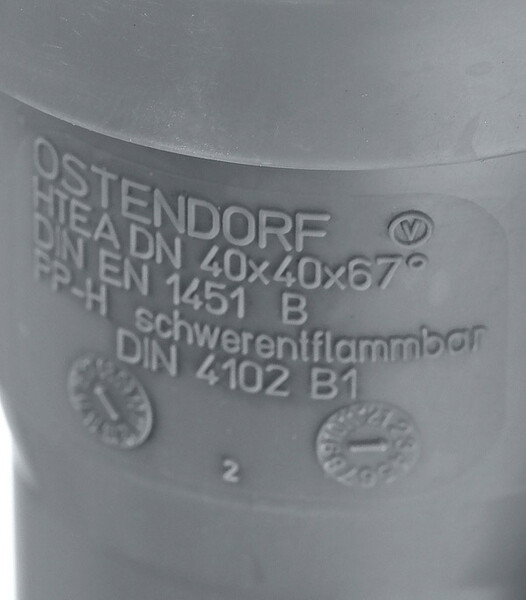 OSTENDORF
V
HTEA DN 40x40x67°
DIN EN 1451 B
PP-H schwerentflammbar
DIN 4102 B1
2